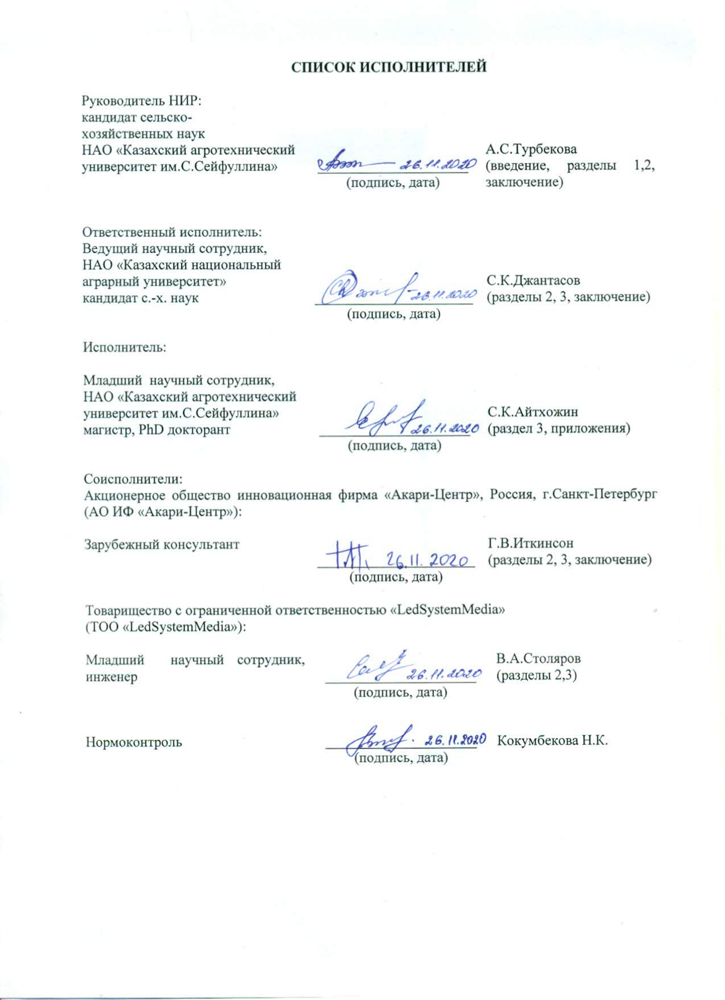 СПИСОК ИСПОЛНИТЕЛЕЙ
Руководитель НИР:
кандидат сельско-
хозяйственных наук
НАО «Казахский агротехнический
университет им.С.Сейфуллина»
26.11.2020
(подпись, дата)
А.С.Турбекова
(введение, разделы 1,2,
заключение)
Ответственный исполнитель:
Ведущий научный сотрудник,
НАО «Казахский национальный
аграрный университет»
кандидат с.-х. наук
26.11.2020
(подпись, дата)
С.К.Джантасов
(разделы 2, 3, заключение)
Исполнитель:
Младший научный сотрудник,
НАО «Казахский агротехнический
университет им.С.Сейфуллина»
магистр, PhD докторант
26.11.2020
(подпись, дата)
С.К.Айтхожин
(раздел 3, приложения)
Соисполнители:
Акционерное общество инновационная фирма «Акари-Центр», Россия, г.Санкт-Петербург
(АО ИФ «Акари-Центр»):
Зарубежный консультант
26.11.2020
(подпись, дата)
Г.В.Иткинсон
(разделы 2, 3, заключение)
Товарищество с ограниченной ответственностью «LedSystemMedia»
(ТОО «LedSystemMedia»):
Младший научный сотрудник,
инженер
26.11.2020
(подпись, дата)
В.А.Столяров
(разделы 2,3)
Нормоконтроль
26.11.2020
(подпись, дата)
Кокумбекова Н.К.